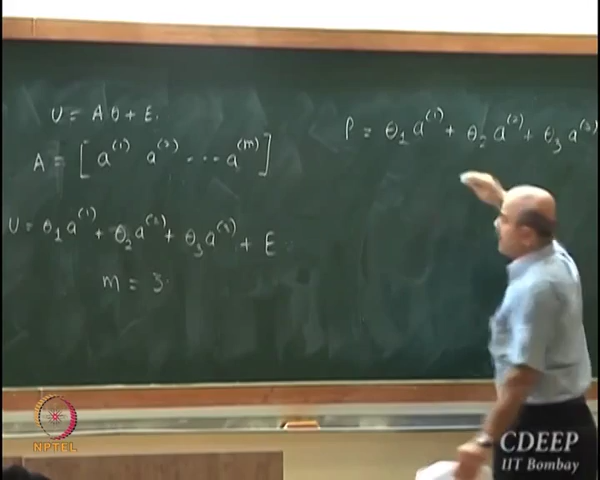 U = Aθ + E.
A = [ a^(1) a^(2) ... a^(m) ]
U = θ₁a^(1) + θ₂a^(2) + θ₃a^(3) + E
m = 3.
P = θ₁a^(1) + θ₂a^(2) + θ₃a^(3)
NPTEL
CDEEP
IIT Bombay